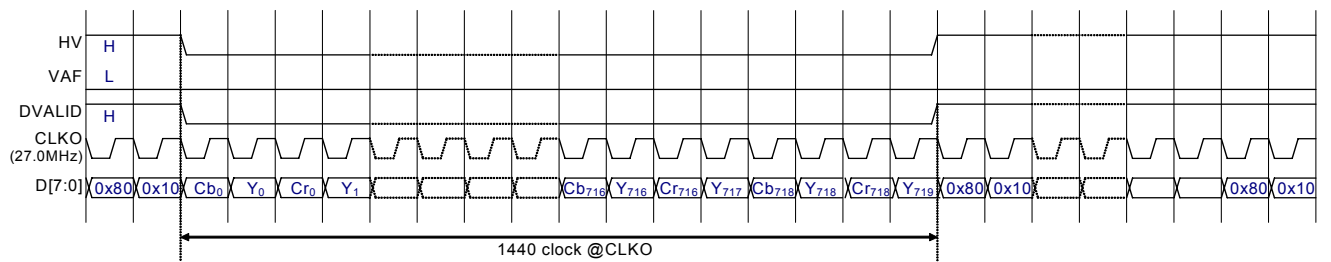 HV H
VAF L
DVALID H
CLKO
(27.0MHz)
D[7:0] 0x80 0x10 Cb₀ Y₀ Cr₀ Y₁ Cb₇₁₆ Y₇₁₆ Cr₇₁₆ Y₇₁₇ Cb₇₁₈ Y₇₁₈ Cr₇₁₈ Y₇₁₉ 0x80 0x10 0x80 0x10
1440 clock @CLKO